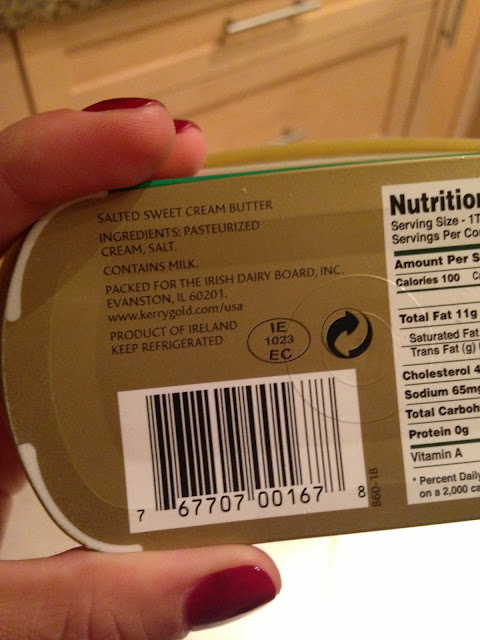 SALTED SWEET CREAM BUTTER
INGREDIENTS: PASTEURIZED
CREAM, SALT.
CONTAINS MILK.
PACKED FOR THE IRISH DAIRY BOARD, INC.
EVANSTON, IL 60201.
www.kerrygold.com/usa
PRODUCT OF IRELAND
KEEP REFRIGERATED
IE
1023
EC
7 67707 00167 8
B60-1B
Nutrition
Serving Size - 1T
Servings Per Co
Amount Per S
Calories 100 C
Total Fat 11g
Saturated Fat
Trans Fat (g)
Cholesterol 4
Sodium 65mg
Total Carboh
Protein 0g
Vitamin A
* Percent Daily
on a 2,000 ca